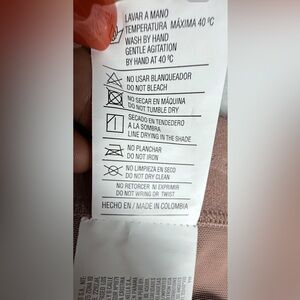 LAVAR A MANO
TEMPERATURA MÁXIMA 40 ºC
WASH BY HAND
GENTLE AGITATION
BY HAND AT 40 ºC
NO USAR BLANQUEADOR
DO NOT BLEACH
NO SECAR EN MÁQUINA
DO NOT TUMBLE DRY
SECADO EN TENDEDERO
A LA SOMBRA
LINE DRYING IN THE SHADE
NO PLANCHAR
DO NOT IRON
NO LIMPIEZA EN SECO
DO NOT DRY CLEAN
NO RETORCER NI EXPRIMIR
DO NOT WRING OR TWIST
HECHO EN / MADE IN COLOMBIA